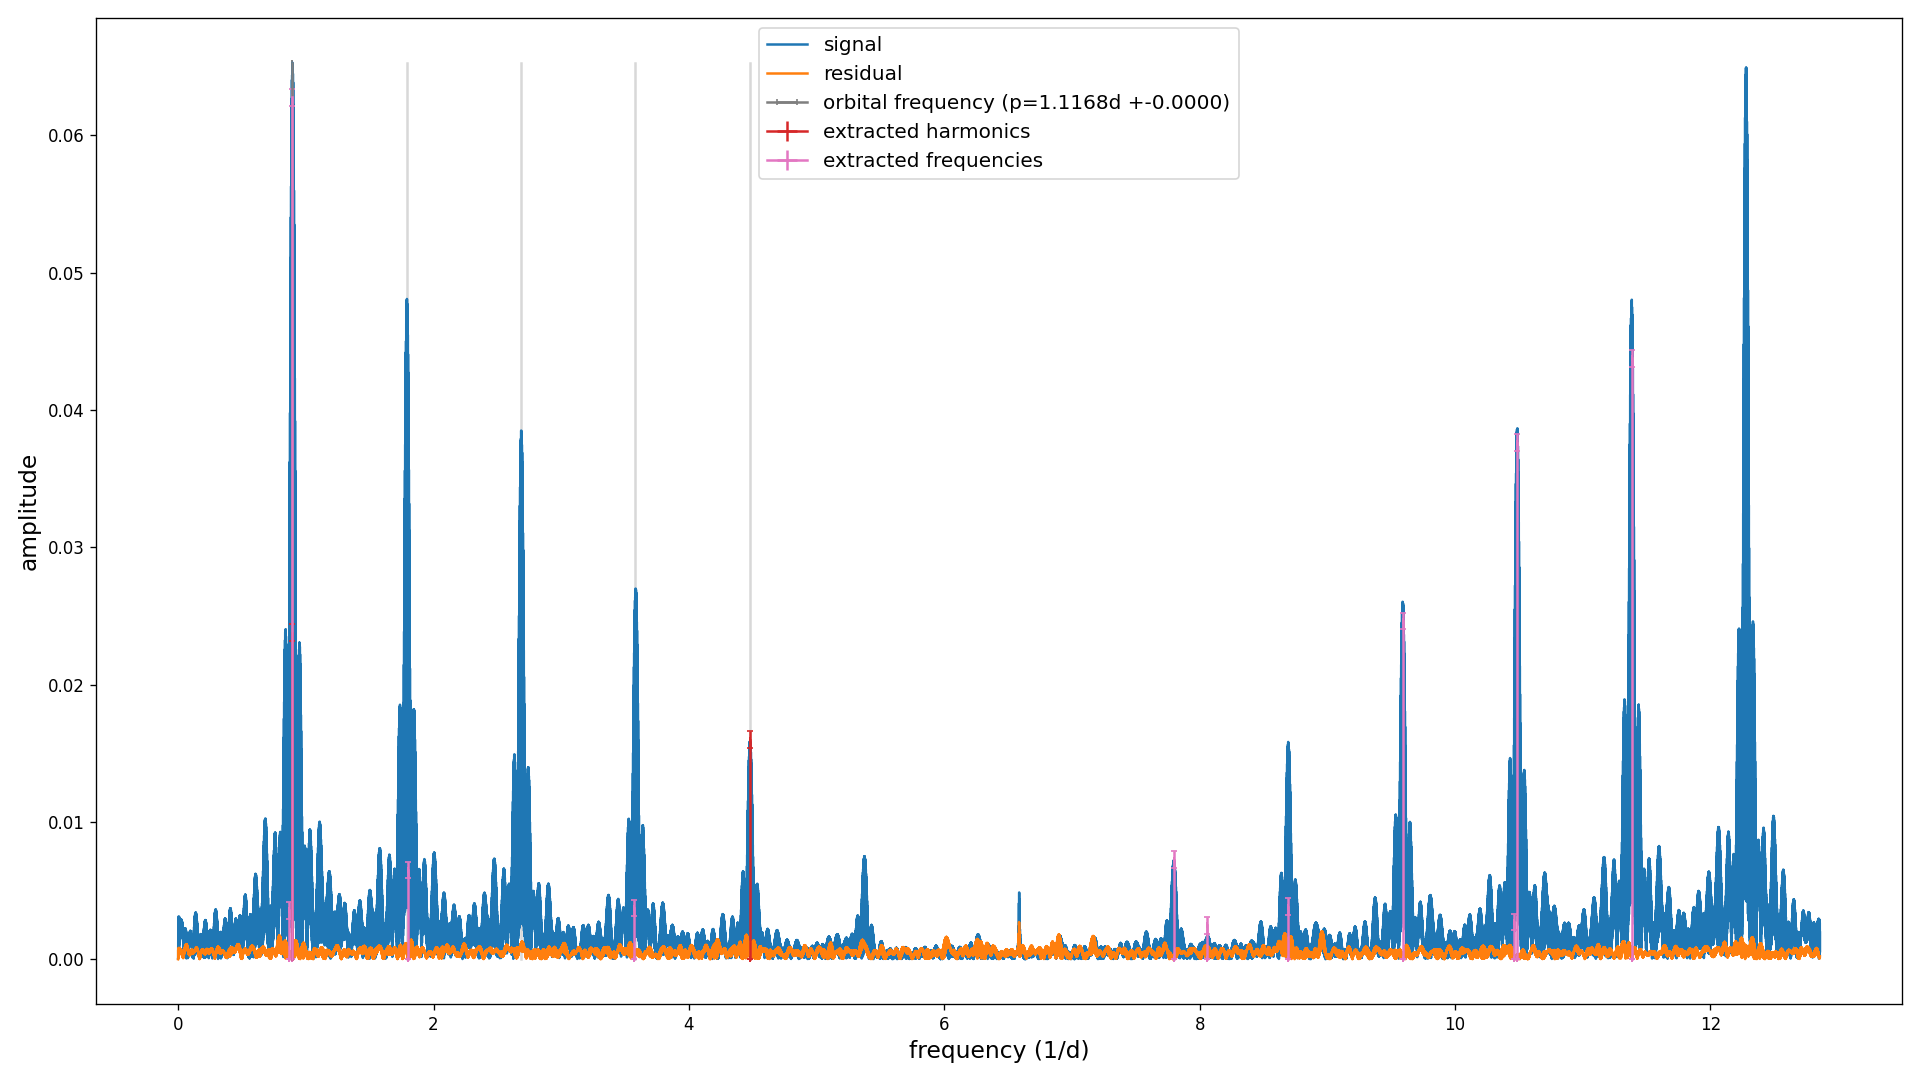 signal
residual
orbital frequency (p=1.1168d +-0.0000)
extracted harmonics
extracted frequencies
0.06
0.05
0.04
0.03
0.02
0.01
0.00
amplitude
0 2 4 6 8 10 12
frequency (1/d)